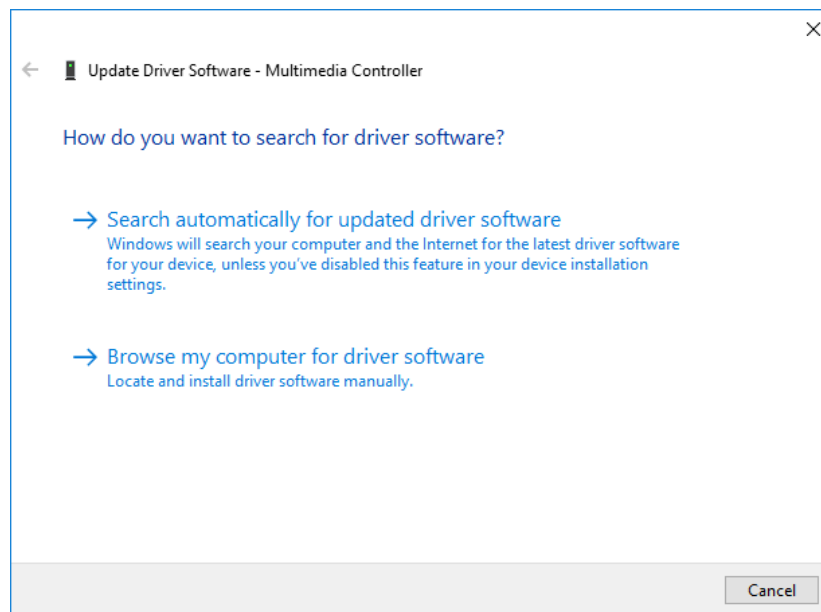 Update Driver Software - Multimedia Controller
How do you want to search for driver software?
Search automatically for updated driver software
Windows will search your computer and the Internet for the latest driver software
for your device, unless you've disabled this feature in your device installation
settings.
Browse my computer for driver software
Locate and install driver software manually.
Cancel